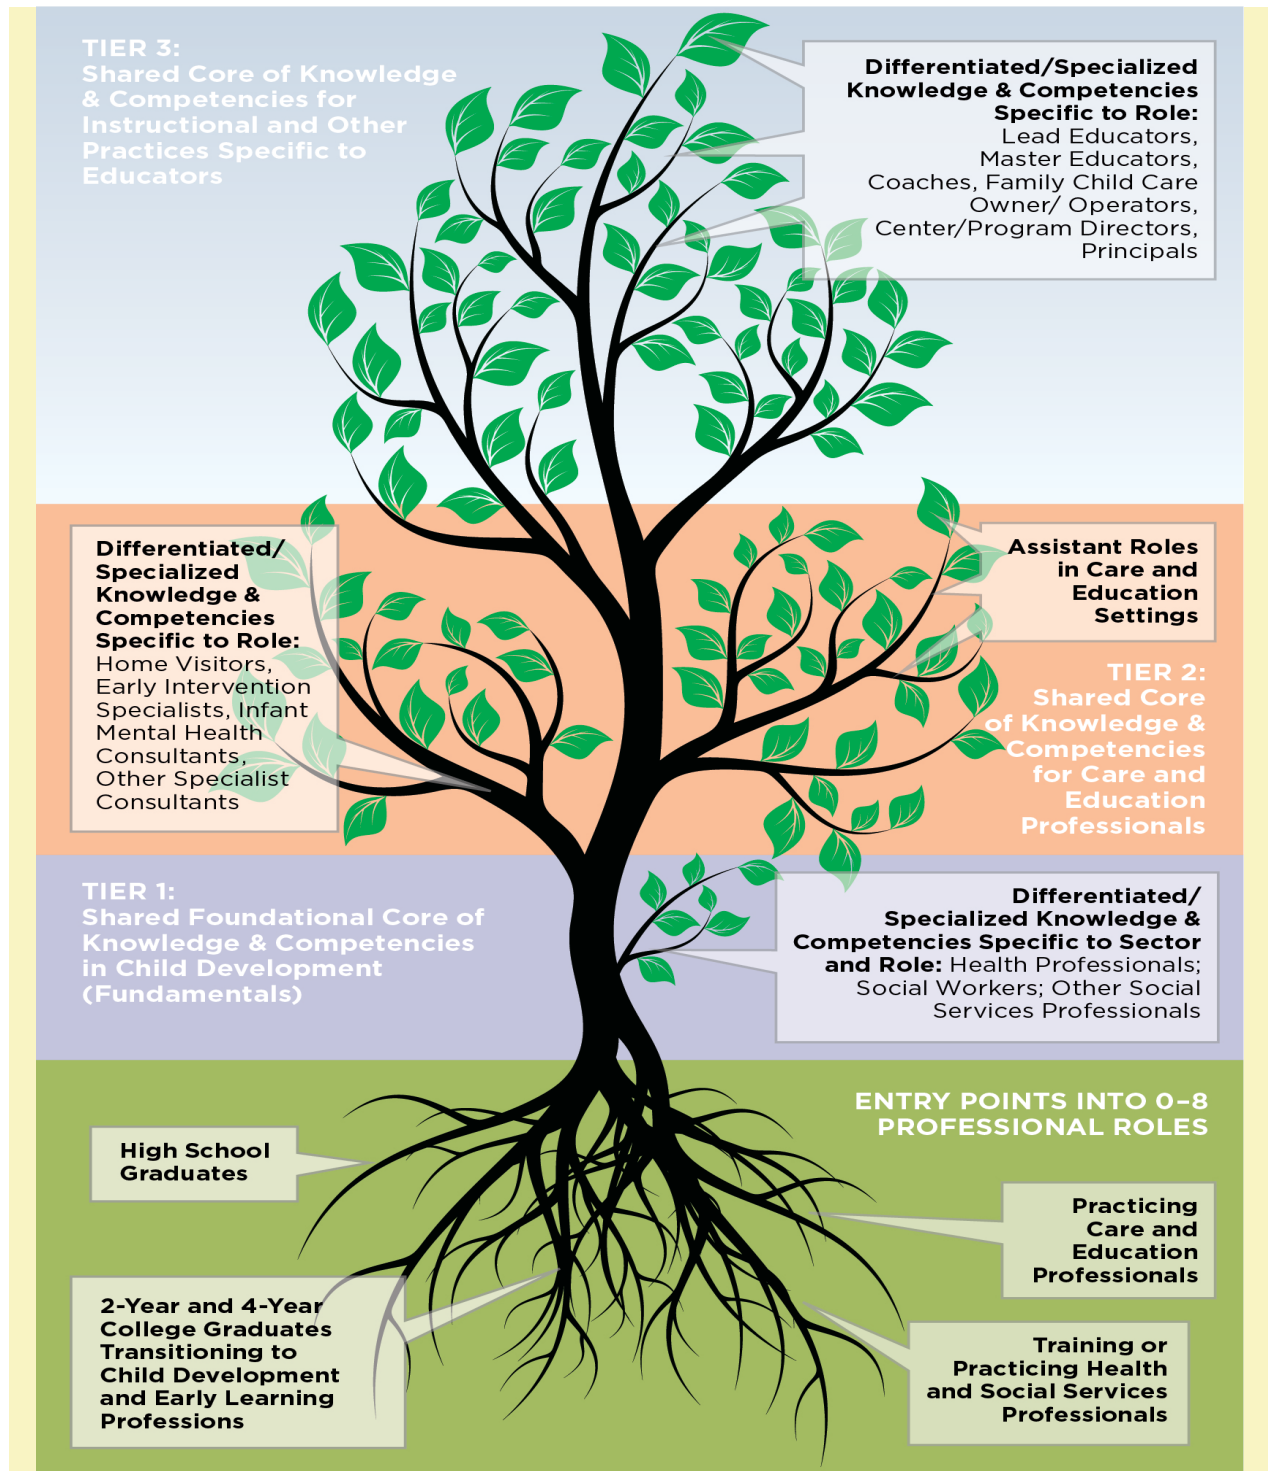 TIER 3:
Shared Core of Knowledge
& Competencies for
Instructional and Other
Practices Specific to
Educators
Differentiated/Specialized
Knowledge & Competencies
Specific to Role:
Lead Educators,
Master Educators,
Coaches, Family Child Care
Owner/ Operators,
Center/Program Directors,
Principals
Differentiated/
Specialized
Knowledge &
Competencies
Specific to Role:
Home Visitors,
Early Intervention
Specialists, Infant
Mental Health
Consultants,
Other Specialist
Consultants
Assistant Roles
in Care and
Education
Settings
TIER 2:
Shared Core
of Knowledge &
Competencies
for Care and
Education
Professionals
TIER 1:
Shared Foundational Core of
Knowledge & Competencies
in Child Development
(Fundamentals)
Differentiated/
Specialized Knowledge &
Competencies Specific to Sector
and Role: Health Professionals;
Social Workers; Other Social
Services Professionals
ENTRY POINTS INTO 0–8
PROFESSIONAL ROLES
High School
Graduates
Practicing
Care and
Education
Professionals
2-Year and 4-Year
College Graduates
Transitioning to
Child Development
and Early Learning
Professions
Training or
Practicing Health
and Social Services
Professionals